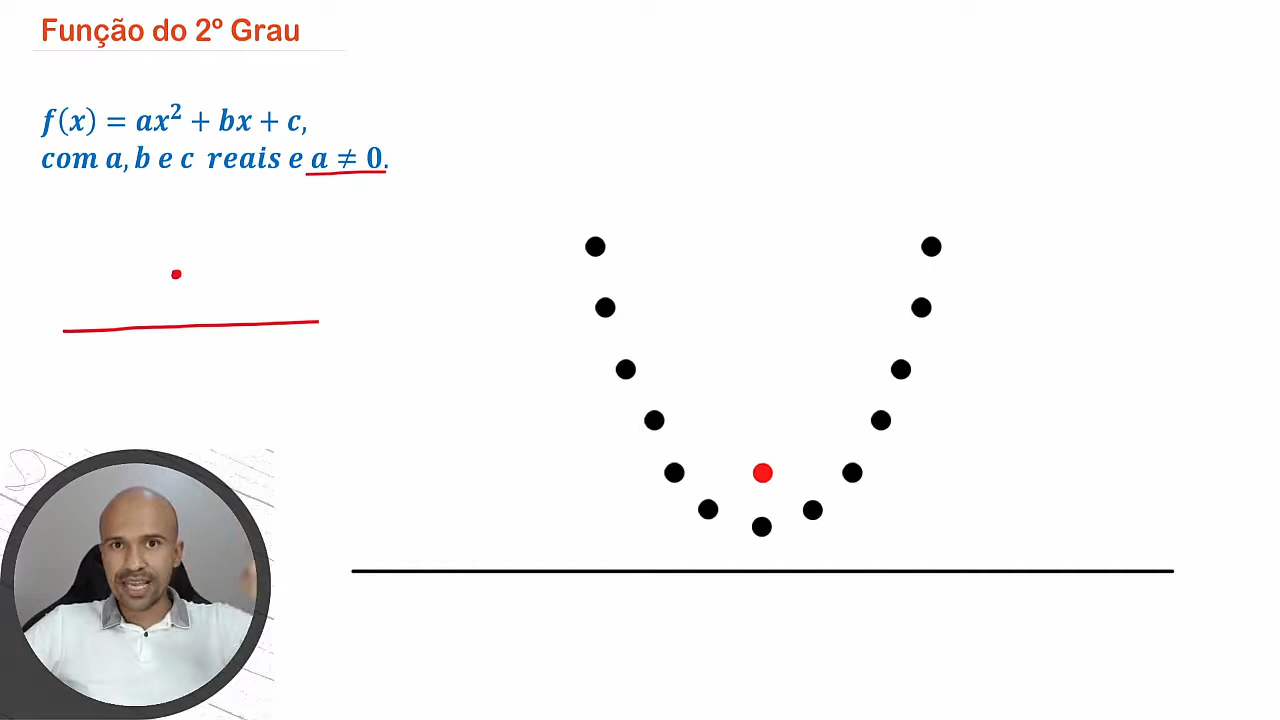 Função do 2º Grau
f(x) = ax² + bx + c,
com a, b e c reais e a ≠ 0.